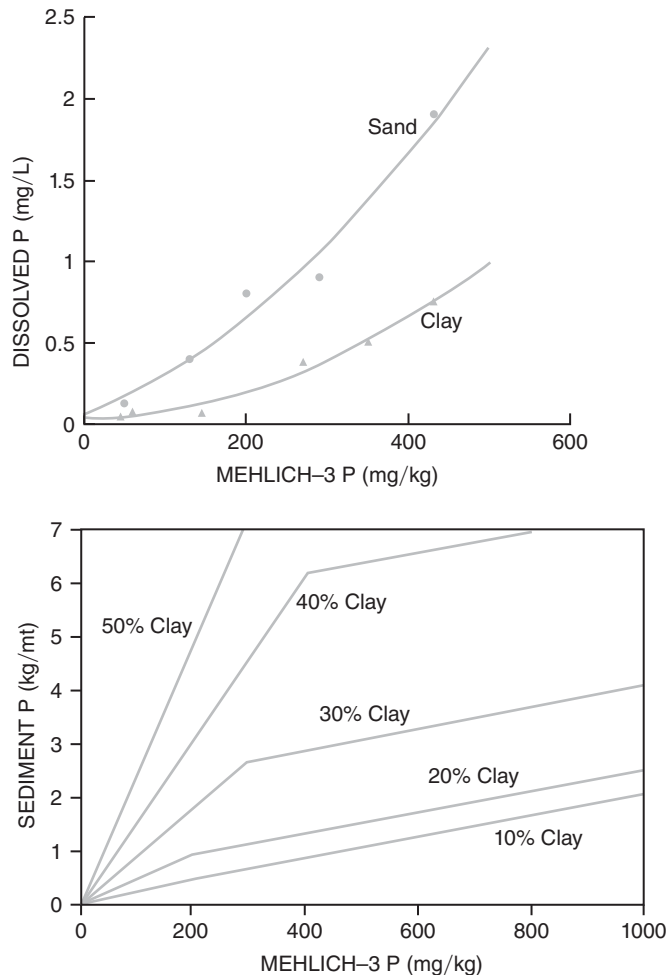 2.5
2
1.5
1
0.5
0
DISSOLVED P (mg/L)
Sand
Clay
0 200 400 600
MEHLICH–3 P (mg/kg)
7
6
5
4
3
2
1
0
SEDIMENT P (kg/mt)
50% Clay
40% Clay
30% Clay
20% Clay
10% Clay
0 200 400 600 800 1000
MEHLICH–3 P (mg/kg)